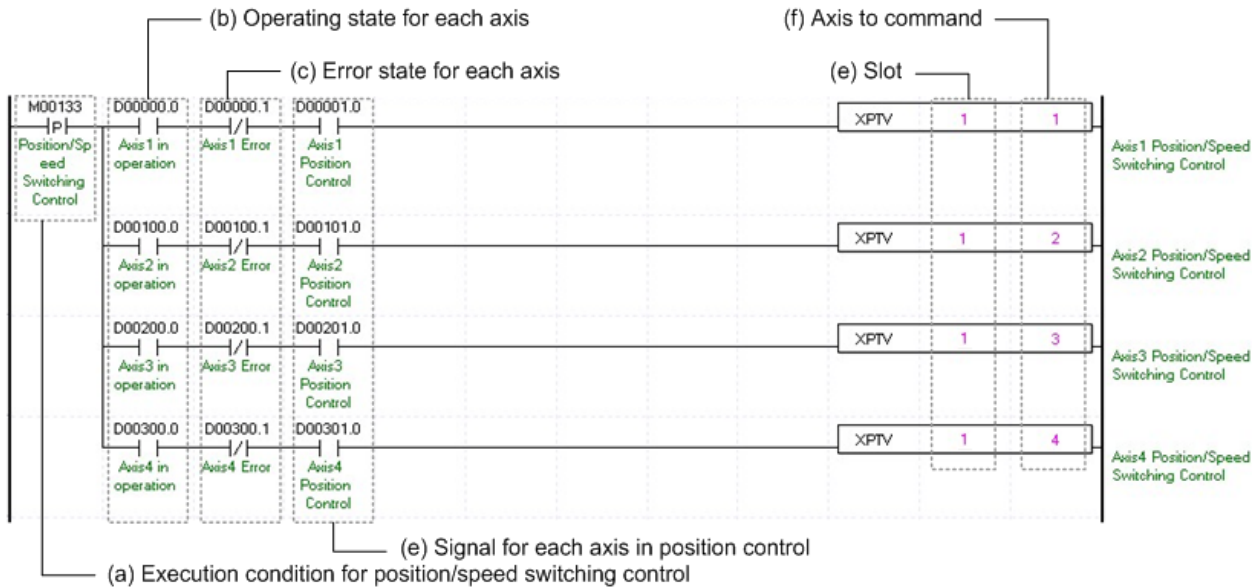 (b) Operating state for each axis
(f) Axis to command
(c) Error state for each axis
(e) Slot
M00133
D00000.0
D00000.1
D00001.0
P
XPTV 1 1
Position/Sp
eed
Switching
Control
Axis1 in
operation
Axis1 Error
Axis1
Position
Control
Axis1 Position/Speed
Switching Control
D00100.0
D00100.1
D00101.0
XPTV 1 2
Axis2 in
operation
Axis2 Error
Axis2
Position
Control
Axis2 Position/Speed
Switching Control
D00200.0
D00200.1
D00201.0
XPTV 1 3
Axis3 in
operation
Axis3 Error
Axis3
Position
Control
Axis3 Position/Speed
Switching Control
D00300.0
D00300.1
D00301.0
XPTV 1 4
Axis4 in
operation
Axis4 Error
Axis4
Position
Control
Axis4 Position/Speed
Switching Control
(e) Signal for each axis in position control
(a) Execution condition for position/speed switching control